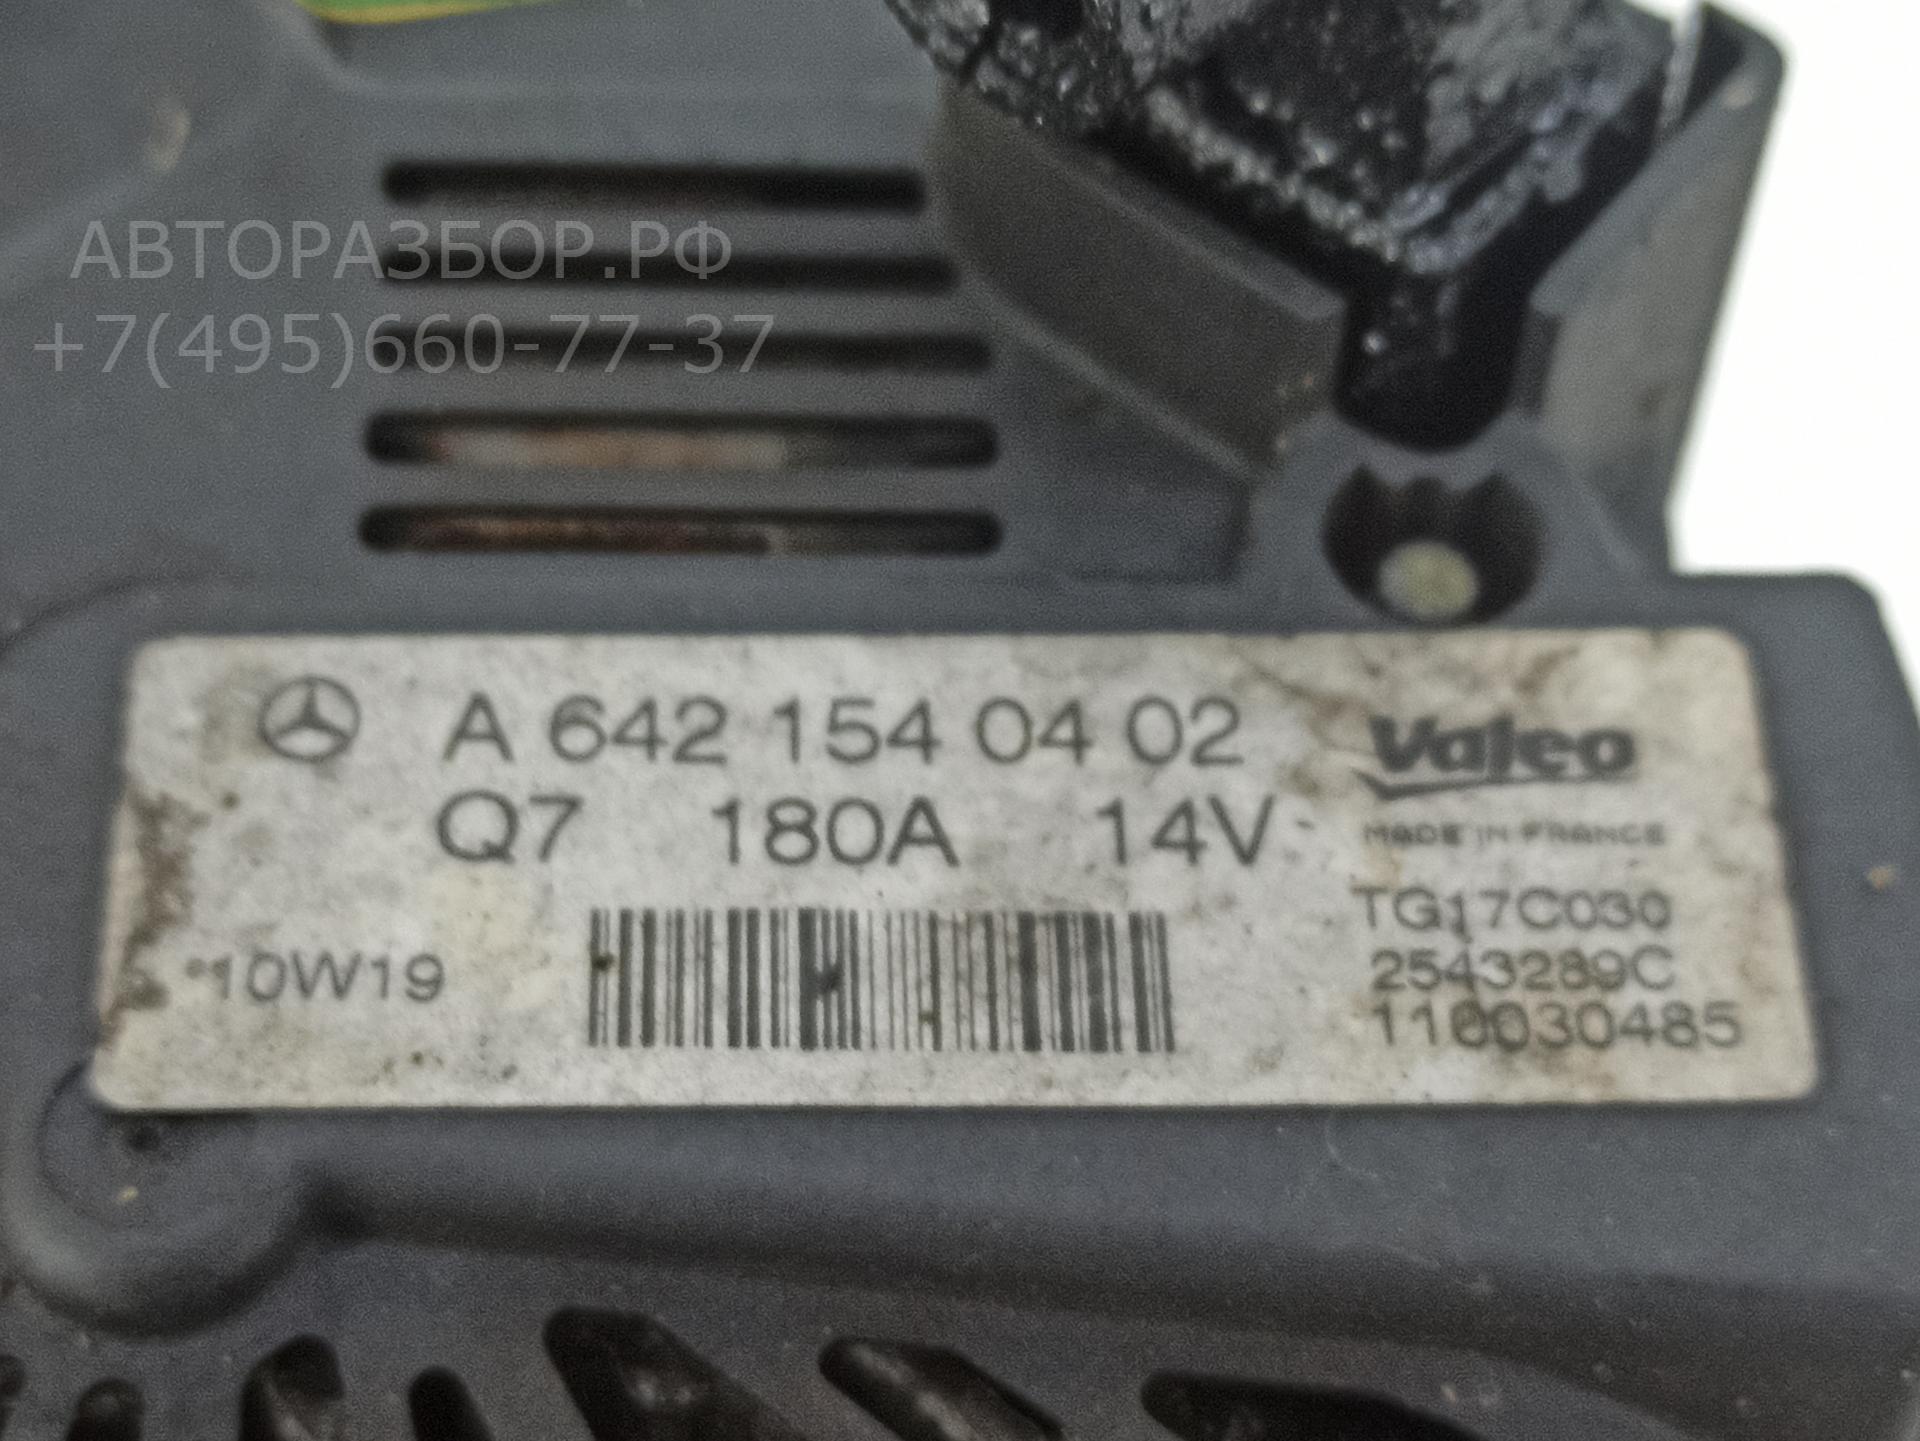 АВТОРАЗБОР.РФ
+7(495)660-77-37
A 642 154 04 02
Q7 180A 14V
10W19
Valeo
MADE IN FRANCE
TG17C030
2543289C
110030485